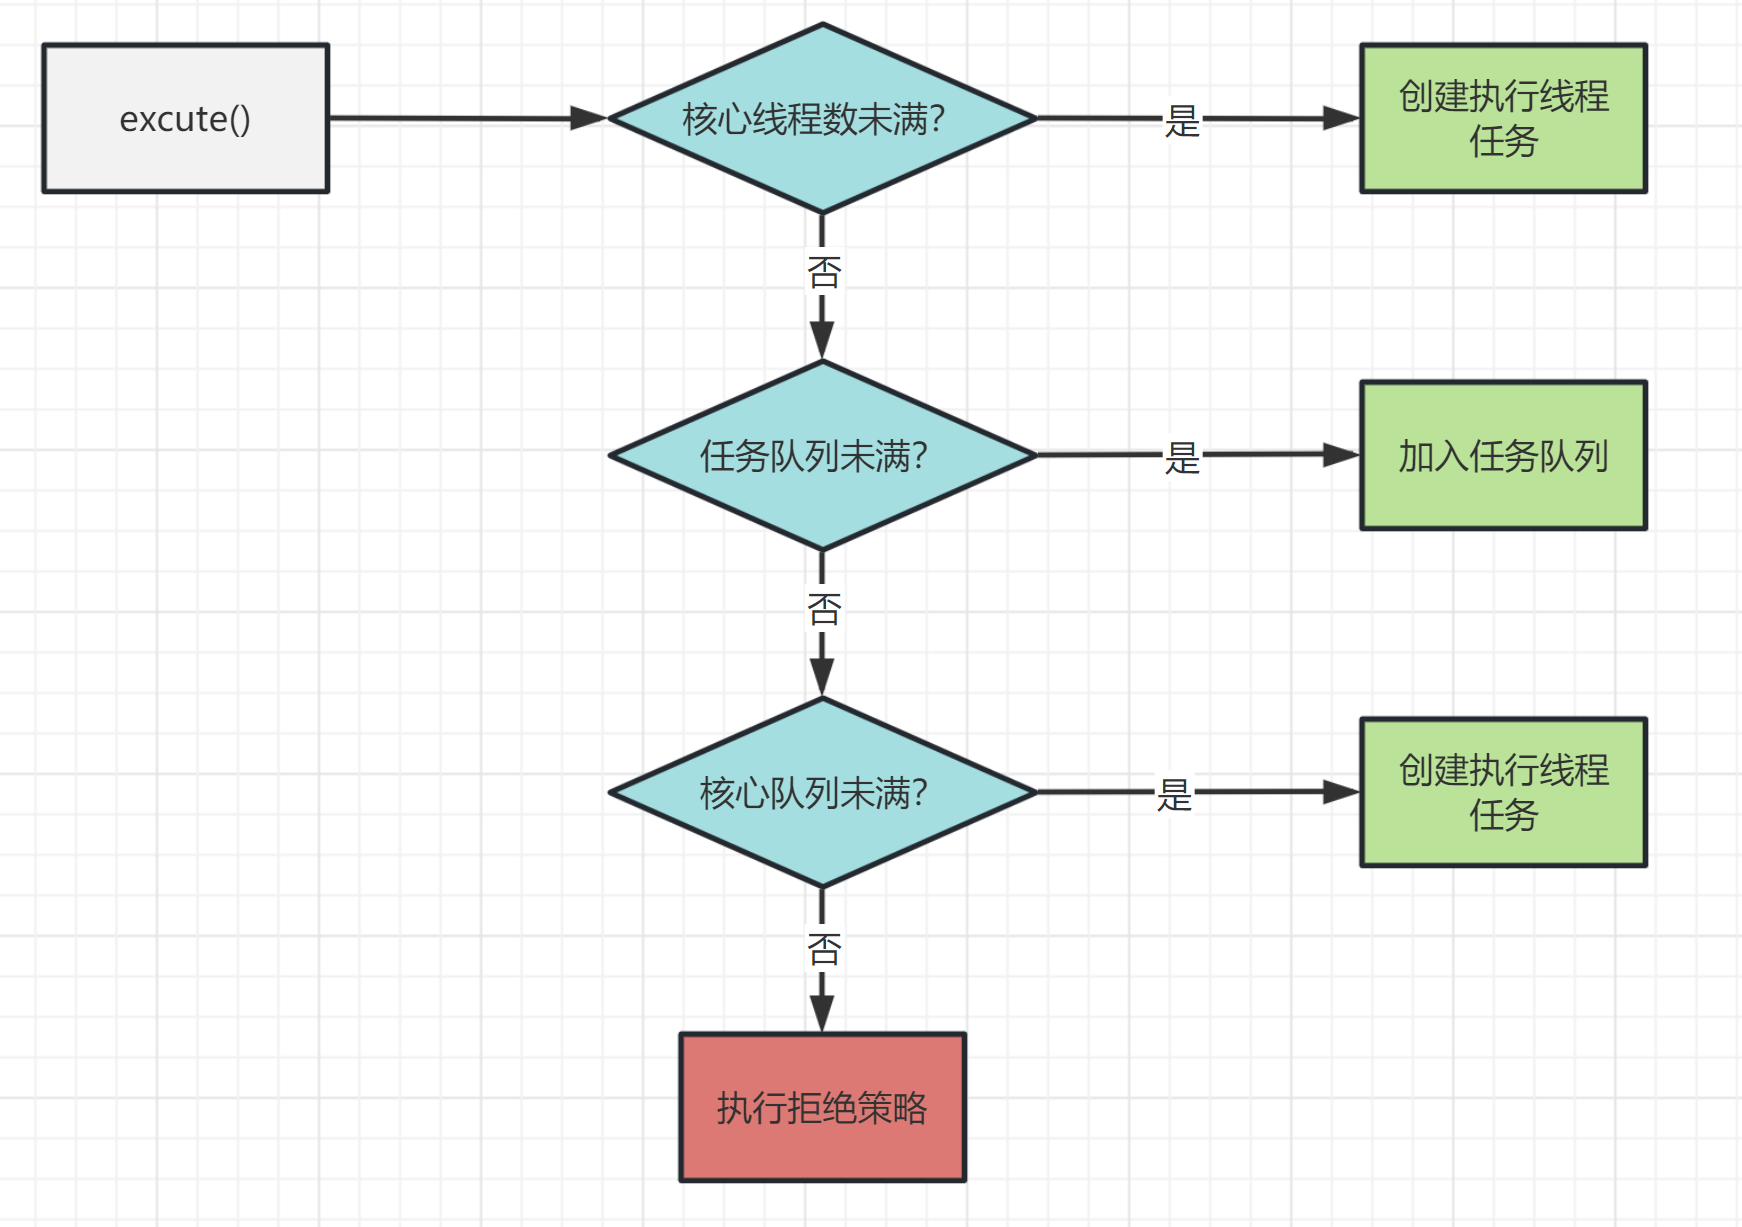 excute()
核心线程数未满?
是
创建执行线程
任务
否
任务队列未满?
是
加入任务队列
否
核心队列未满?
是
创建执行线程
任务
否
执行拒绝策略